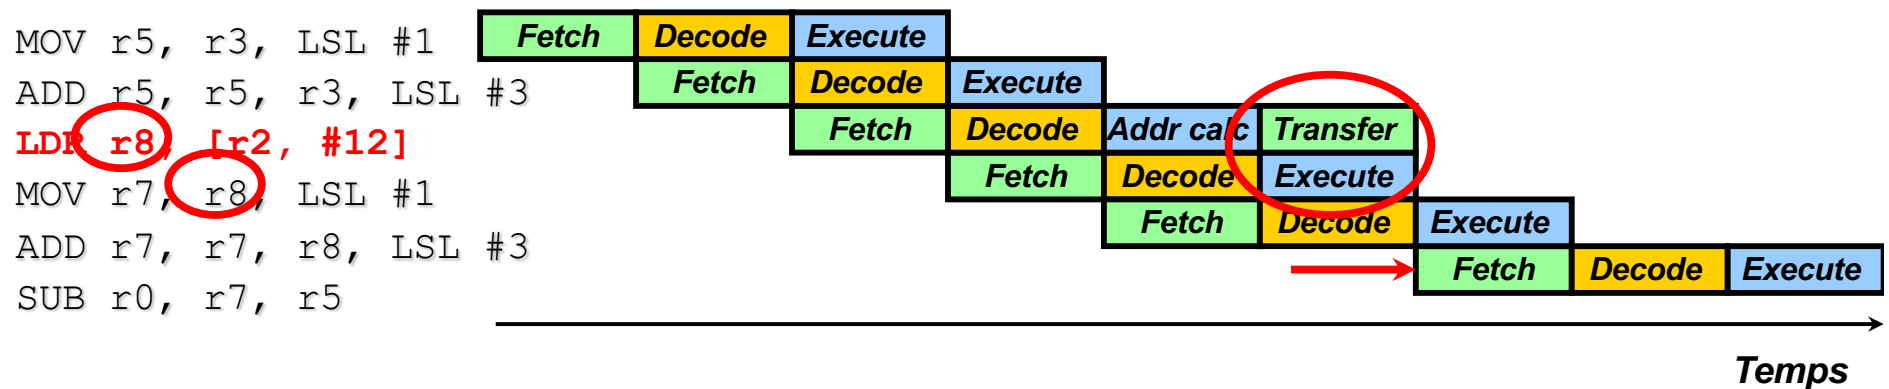 MOV r5, r3, LSL #1 Fetch Decode Execute
ADD r5, r5, r3, LSL #3 Fetch Decode Execute
LDR r8, [r2, #12] Fetch Decode Addr calc Transfer
MOV r7, r8, LSL #1 Fetch Decode Execute
ADD r7, r7, r8, LSL #3 Fetch Decode Execute
SUB r0, r7, r5 Fetch Decode Execute
Temps